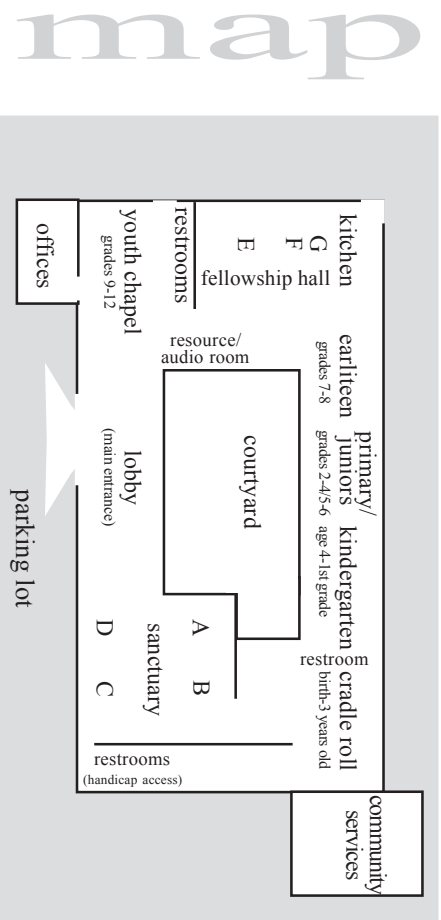 map
offices
youth chapel
grades 9-12
restrooms
E
F
G
fellowship hall
kitchen
resource/
audio room
earliteen
grades 7-8
primary/
juniors
grades 2-4/5-6
kindergarten
age 4-1st grade
courtyard
lobby
(main entrance)
parking lot
restroom
cradle roll
birth-3 years old
A
B
sanctuary
D
C
restrooms
(handicap access)
community
services